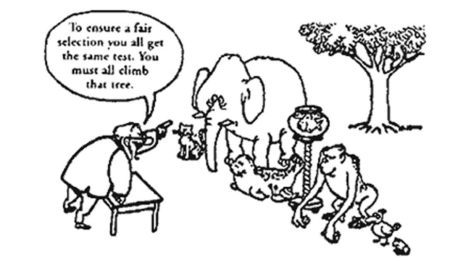 To ensure a fair
selection you all get
the same test. You
must all climb
that tree.